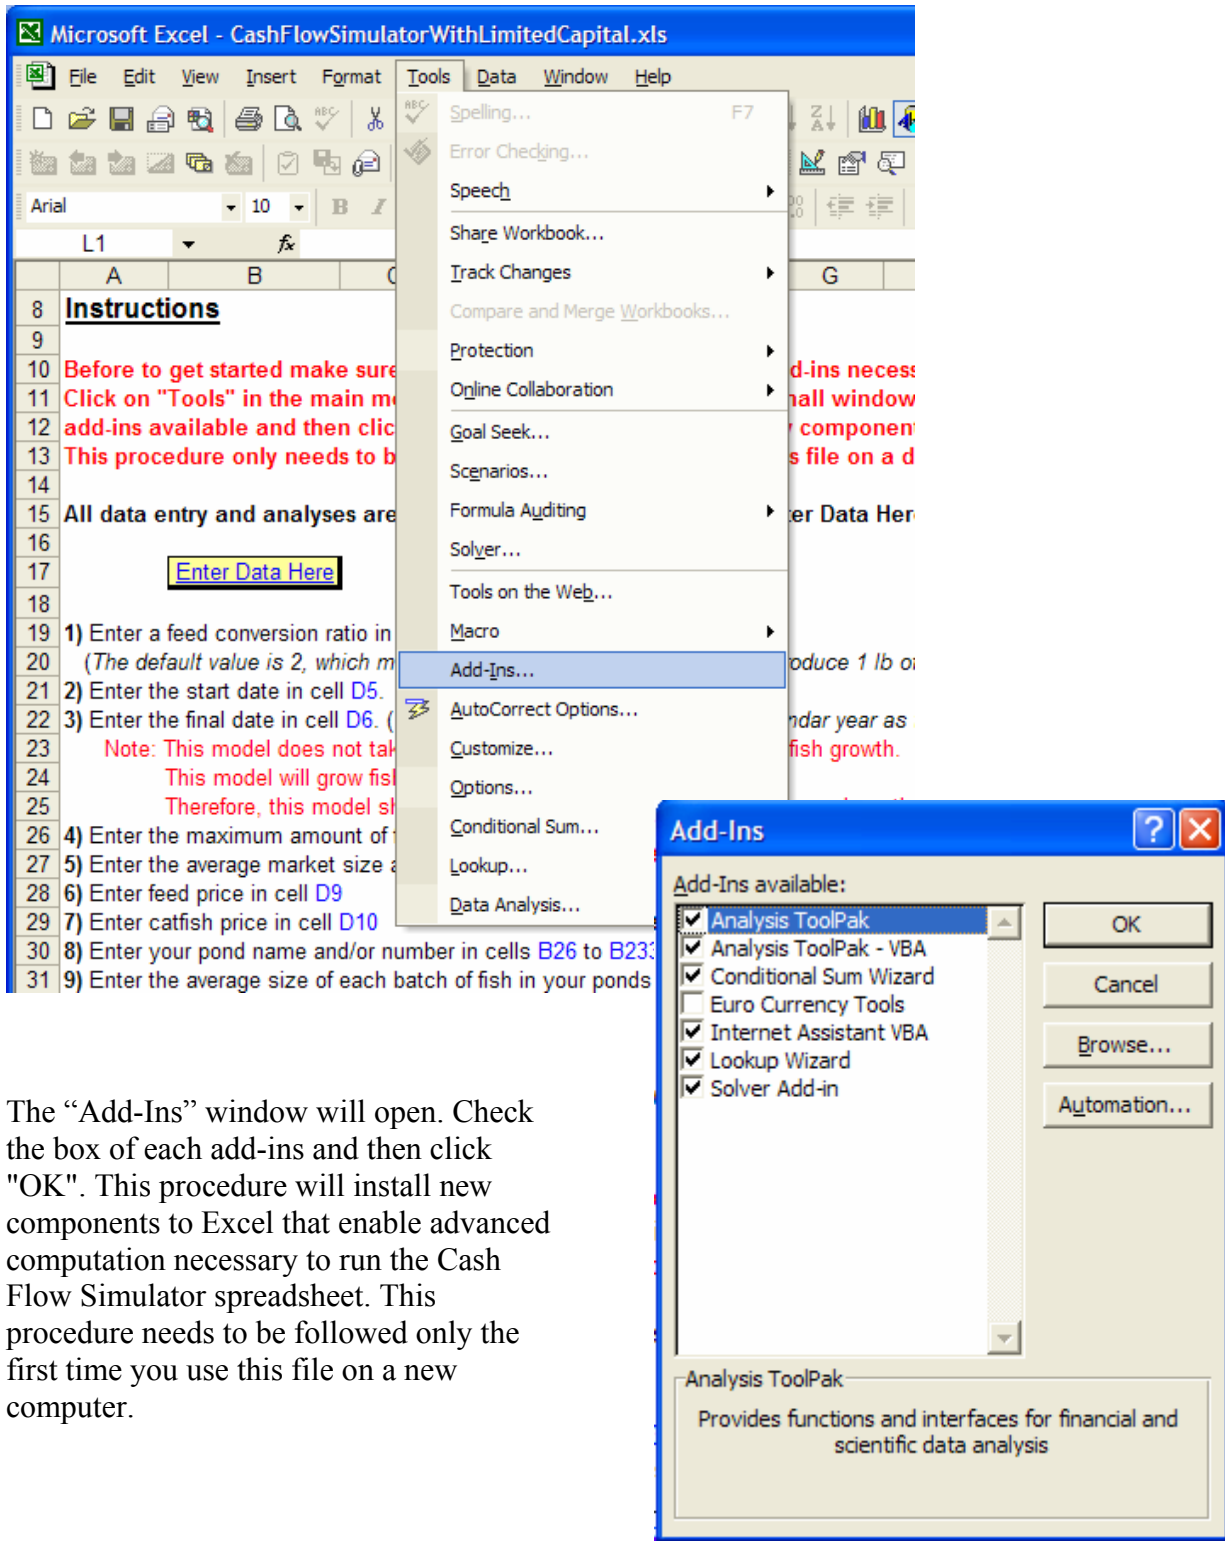 Microsoft Excel - CashFlowSimulatorWithLimitedCapital.xls
File Edit View Insert Format Tools Data Window Help
Arial 10 B I
L1 fx
A B G
8 Instructions
9
10 Before to get started make sure d-ins necess
11 Click on "Tools" in the main m nall window
12 add-ins available and then clic componen
13 This procedure only needs to b s file on a d
14
15 All data entry and analyses are er Data Her
16
17 Enter Data Here
18
19 1) Enter a feed conversion ratio in
20 (The default value is 2, which m oduce 1 lb o
21 2) Enter the start date in cell D5.
22 3) Enter the final date in cell D6. ( ndar year as
23 Note: This model does not tak fish growth.
24 This model will grow fis
25 Therefore, this model s
26 4) Enter the maximum amount of
27 5) Enter the average market size a
28 6) Enter feed price in cell D9
29 7) Enter catfish price in cell D10
30 8) Enter your pond name and/or number in cells B26 to B233
31 9) Enter the average size of each batch of fish in your ponds
Spelling... F7
Error Checking...
Speech
Share Workbook...
Track Changes
Compare and Merge Workbooks...
Protection
Online Collaboration
Goal Seek...
Scenarios...
Formula Auditing
Solver...
Tools on the Web...
Macro
Add-Ins...
AutoCorrect Options...
Customize...
Options...
Conditional Sum...
Lookup...
Data Analysis...
Add-Ins
Add-Ins available:
Analysis ToolPak
Analysis ToolPak - VBA
Conditional Sum Wizard
Euro Currency Tools
Internet Assistant VBA
Lookup Wizard
Solver Add-in
OK
Cancel
Browse...
Automation...
Analysis ToolPak
Provides functions and interfaces for financial and
scientific data analysis
The “Add-Ins” window will open. Check
the box of each add-ins and then click
"OK". This procedure will install new
components to Excel that enable advanced
computation necessary to run the Cash
Flow Simulator spreadsheet. This
procedure needs to be followed only the
first time you use this file on a new
computer.